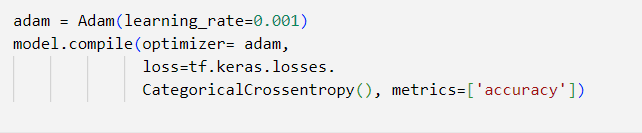 adam = Adam(learning_rate=0.001)
model.compile(optimizer= adam,
loss=tf.keras.losses.
CategoricalCrossentropy(), metrics=['accuracy'])